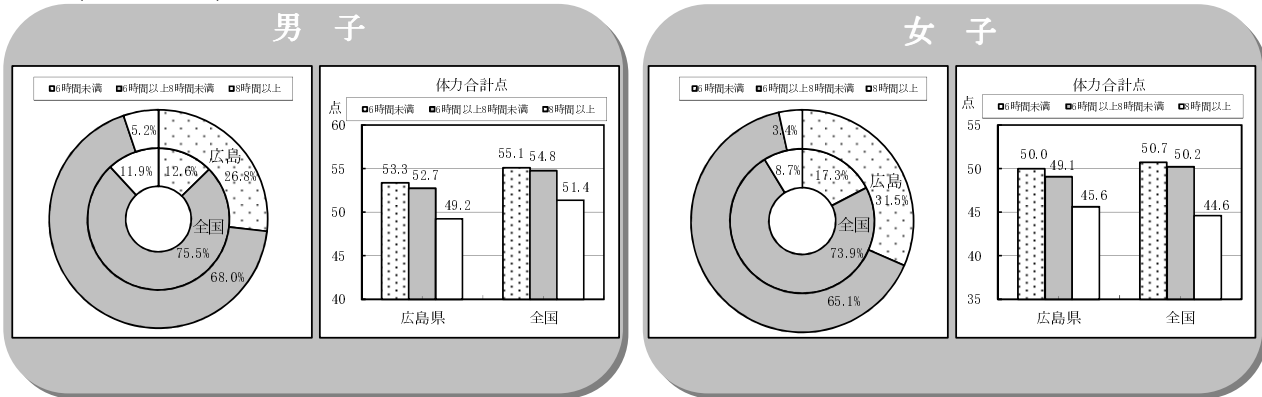 男 子
6時間未満 6時間以上8時間未満 8時間以上
5.2%
広島
26.8%
11.9%
12.6%
全国
75.5%
68.0%
体力合計点
点
6時間未満 6時間以上8時間未満 8時間以上
60
55
50
45
40
53.3
52.7
49.2
55.1
54.8
51.4
広島県 全国
女 子
6時間未満 6時間以上8時間未満 8時間以上
3.4%
8.7%
17.3%
広島
31.5%
全国
73.9%
65.1%
体力合計点
点
6時間未満 6時間以上8時間未満 8時間以上
55
50
45
40
35
50.0
49.1
45.6
50.7
50.2
44.6
広島県 全国